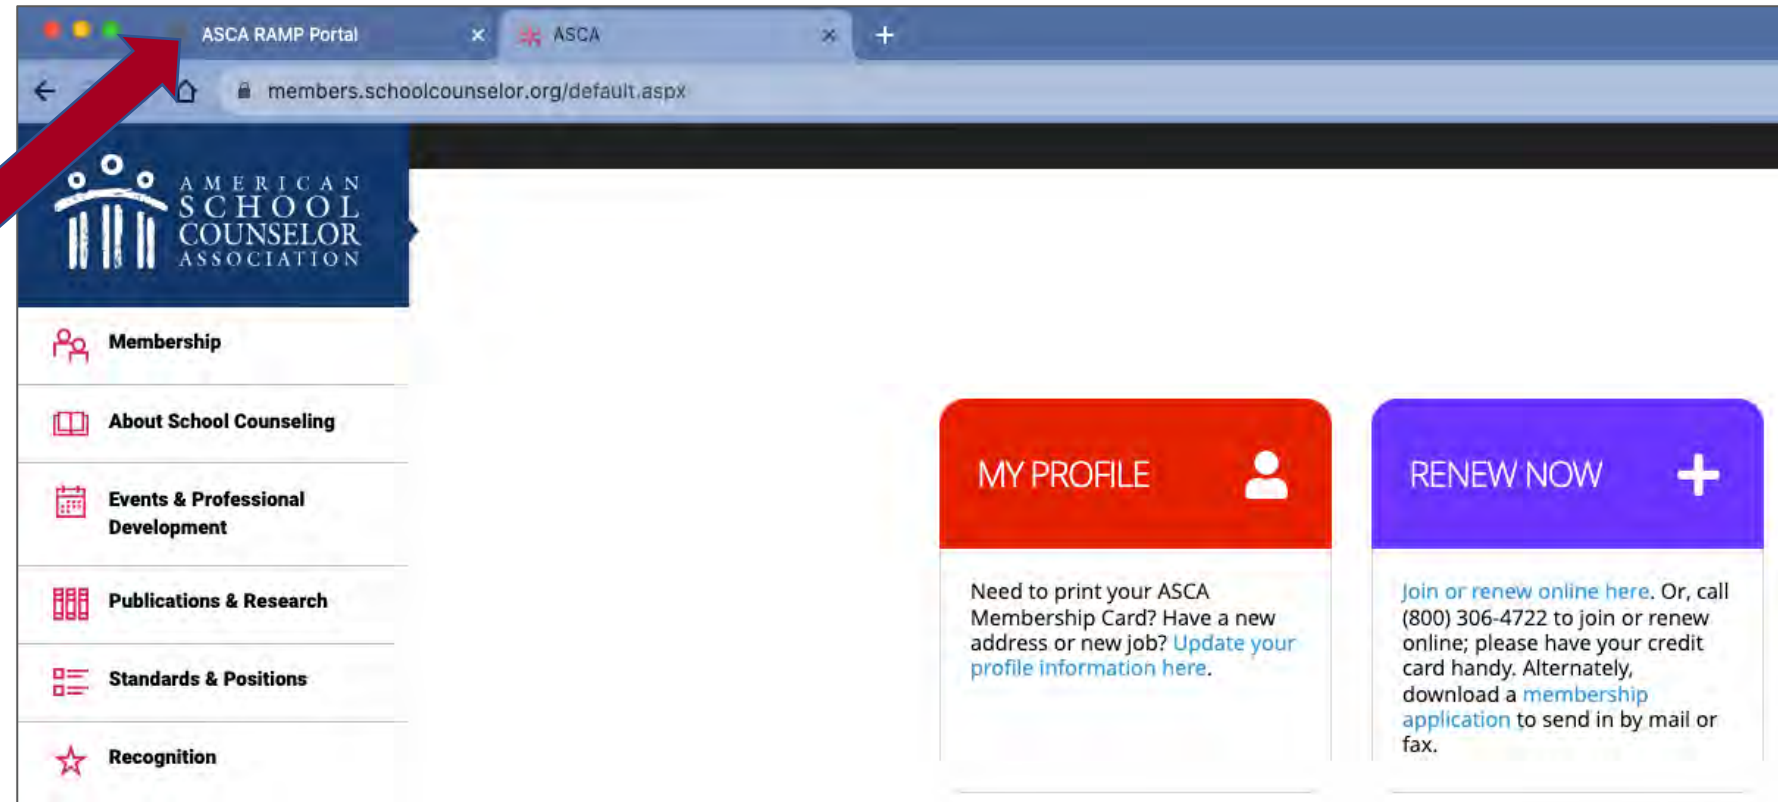 ASCA RAMP Portal
ASCA
members.schoolcounselor.org/default.aspx
AMERICAN
SCHOOL
COUNSELOR
ASSOCIATION
Membership
About School Counseling
Events & Professional
Development
Publications & Research
Standards & Positions
Recognition
MY PROFILE
Need to print your ASCA
Membership Card? Have a new
address or new job? Update your
profile information here.
RENEW NOW
Join or renew online here. Or, call
(800) 306-4722 to join or renew
online; please have your credit
card handy. Alternately,
download a membership
application to send in by mail or
fax.